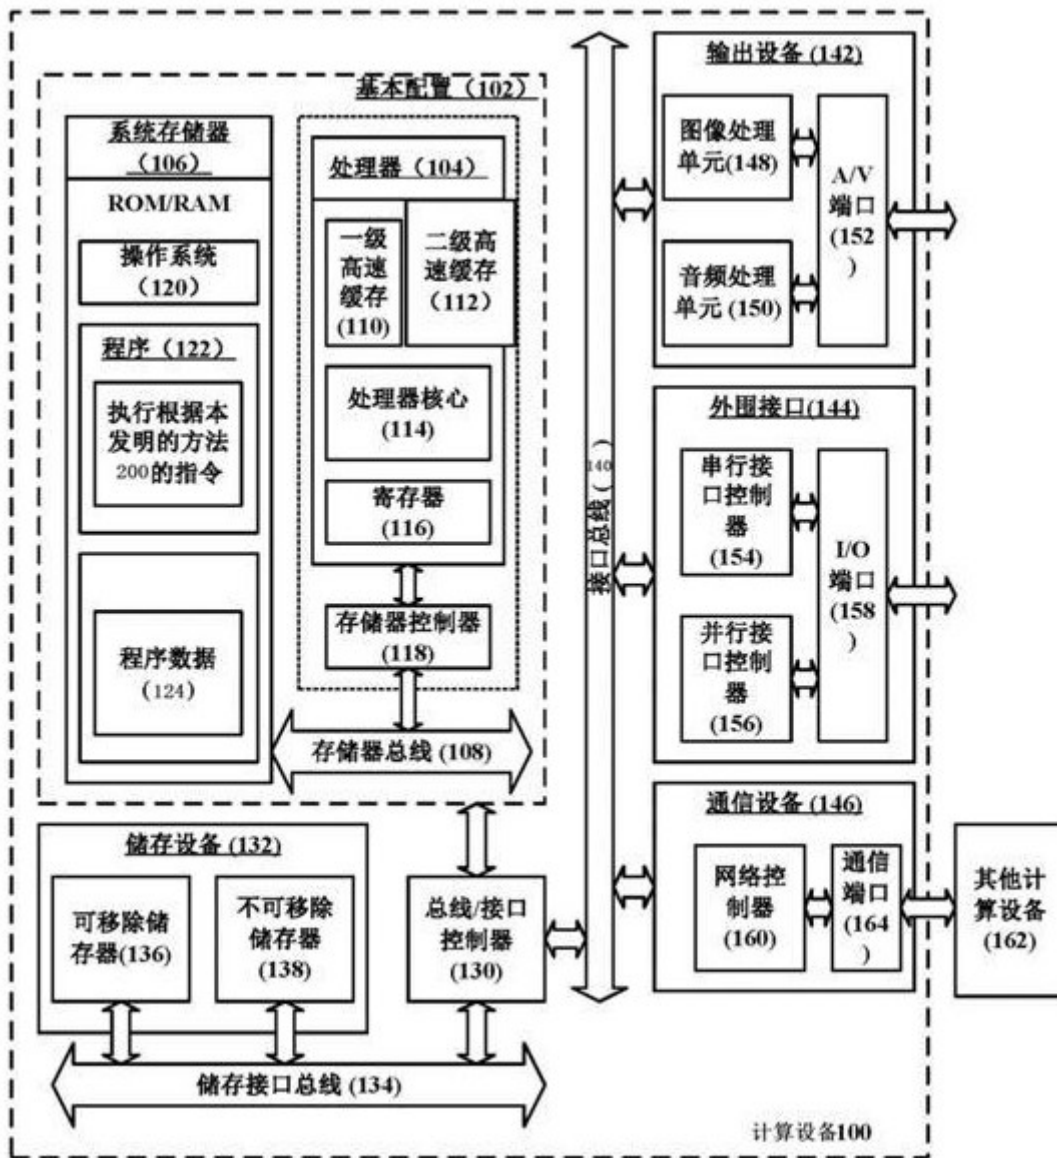 基本配置（102）
系统存储器
（106）
ROM/RAM
操作系统
（120）
程序（122）
执行根据本
发明的方法
200的指令
程序数据
(124)
处理器（104）
一级
高速
缓存
(110)
二级高
速缓存
（112）
处理器核心
(114)
寄存器
(116)
存储器控制器
(118)
存储器总线 (108)
储存设备 (132)
可移除储
存器(136)
不可移除
储存器
(138)
总线/接口
控制器
(130)
储存接口总线 (134)
接口总线(140)
输出设备 (142)
图像处理
单元(148)
音频处理
单元 (150)
A/V
端口
(152
)
外围接口(144)
串行接
口控制
器
(154)
并行接
口控制
器
(156)
I/O
端口
(158
)
通信设备 (146)
网络控
制器
(160)
通信
端口
(164
)
其他计
算设备
(162)
计算设备100